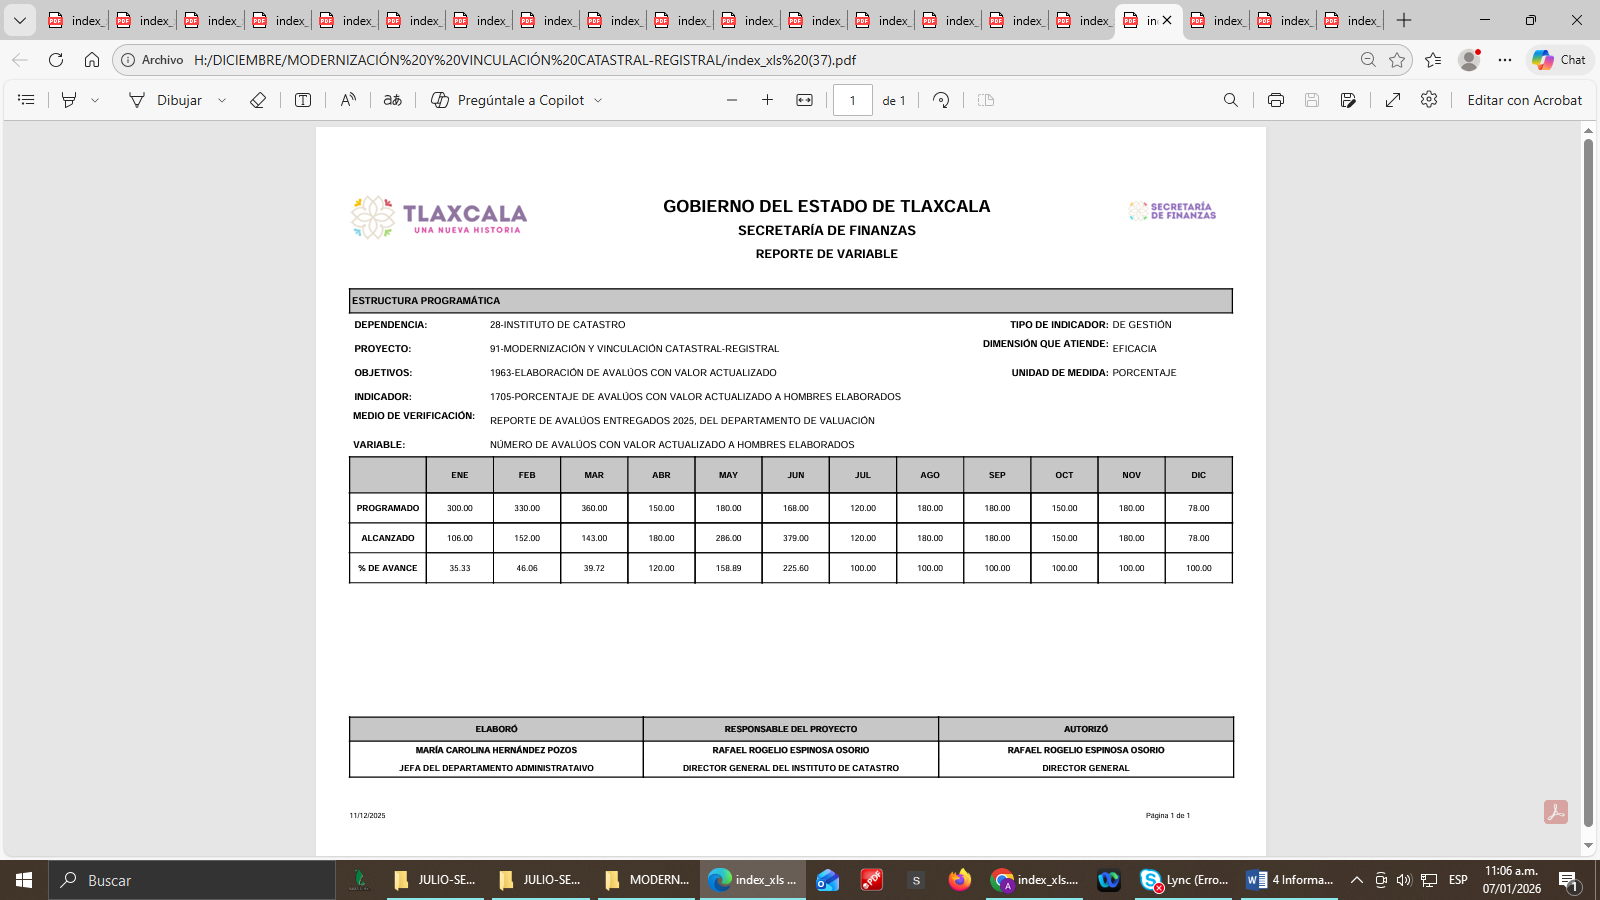 index_ index_ index_ index_ index_ index_ index_ index_ index_ index_ index_ index_ index_ index_ index_ index_ in index_ index_ index_
Archivo H:/DICIEMBRE/MODERNIZACIÓN%20Y%20VINCULACIÓN%20CATASTRAL-REGISTRAL/index_xls%20(37).pdf Chat
Dibujar Pregúntale a Copilot 1 de 1 Editar con Acrobat
TLAXCALA
UNA NUEVA HISTORIA
GOBIERNO DEL ESTADO DE TLAXCALA
SECRETARÍA DE FINANZAS
REPORTE DE VARIABLE
SECRETARÍA
DE FINANZAS
ESTRUCTURA PROGRAMÁTICA
DEPENDENCIA: 28-INSTITUTO DE CATASTRO TIPO DE INDICADOR: DE GESTIÓN
PROYECTO: 91-MODERNIZACIÓN Y VINCULACIÓN CATASTRAL-REGISTRAL DIMENSIÓN QUE ATIENDE: EFICACIA
OBJETIVOS: 1963-ELABORACIÓN DE AVALÚOS CON VALOR ACTUALIZADO UNIDAD DE MEDIDA: PORCENTAJE
INDICADOR: 1705-PORCENTAJE DE AVALÚOS CON VALOR ACTUALIZADO A HOMBRES ELABORADOS
MEDIO DE VERIFICACIÓN: REPORTE DE AVALÚOS ENTREGADOS 2025, DEL DEPARTAMENTO DE VALUACIÓN
VARIABLE: NÚMERO DE AVALÚOS CON VALOR ACTUALIZADO A HOMBRES ELABORADOS
ENE FEB MAR ABR MAY JUN JUL AGO SEP OCT NOV DIC
PROGRAMADO 300.00 330.00 360.00 150.00 180.00 168.00 120.00 180.00 180.00 150.00 180.00 78.00
ALCANZADO 106.00 152.00 143.00 180.00 286.00 379.00 120.00 180.00 180.00 150.00 180.00 78.00
% DE AVANCE 35.33 46.06 39.72 120.00 158.89 225.60 100.00 100.00 100.00 100.00 100.00 100.00
ELABORÓ RESPONSABLE DEL PROYECTO AUTORIZÓ
MARÍA CAROLINA HERNÁNDEZ POZOS RAFAEL ROGELIO ESPINOSA OSORIO RAFAEL ROGELIO ESPINOSA OSORIO
JEFA DEL DEPARTAMENTO ADMINISTRATAIVO DIRECTOR GENERAL DEL INSTITUTO DE CATASTRO DIRECTOR GENERAL
11/12/2025 Página 1 de 1
Buscar JULIO-SE... JULIO-SE... MODERN... index_xls ... index_xls.... Lync (Erro... 4 Informa... ESP 11:06 a.m.
07/01/2026 1